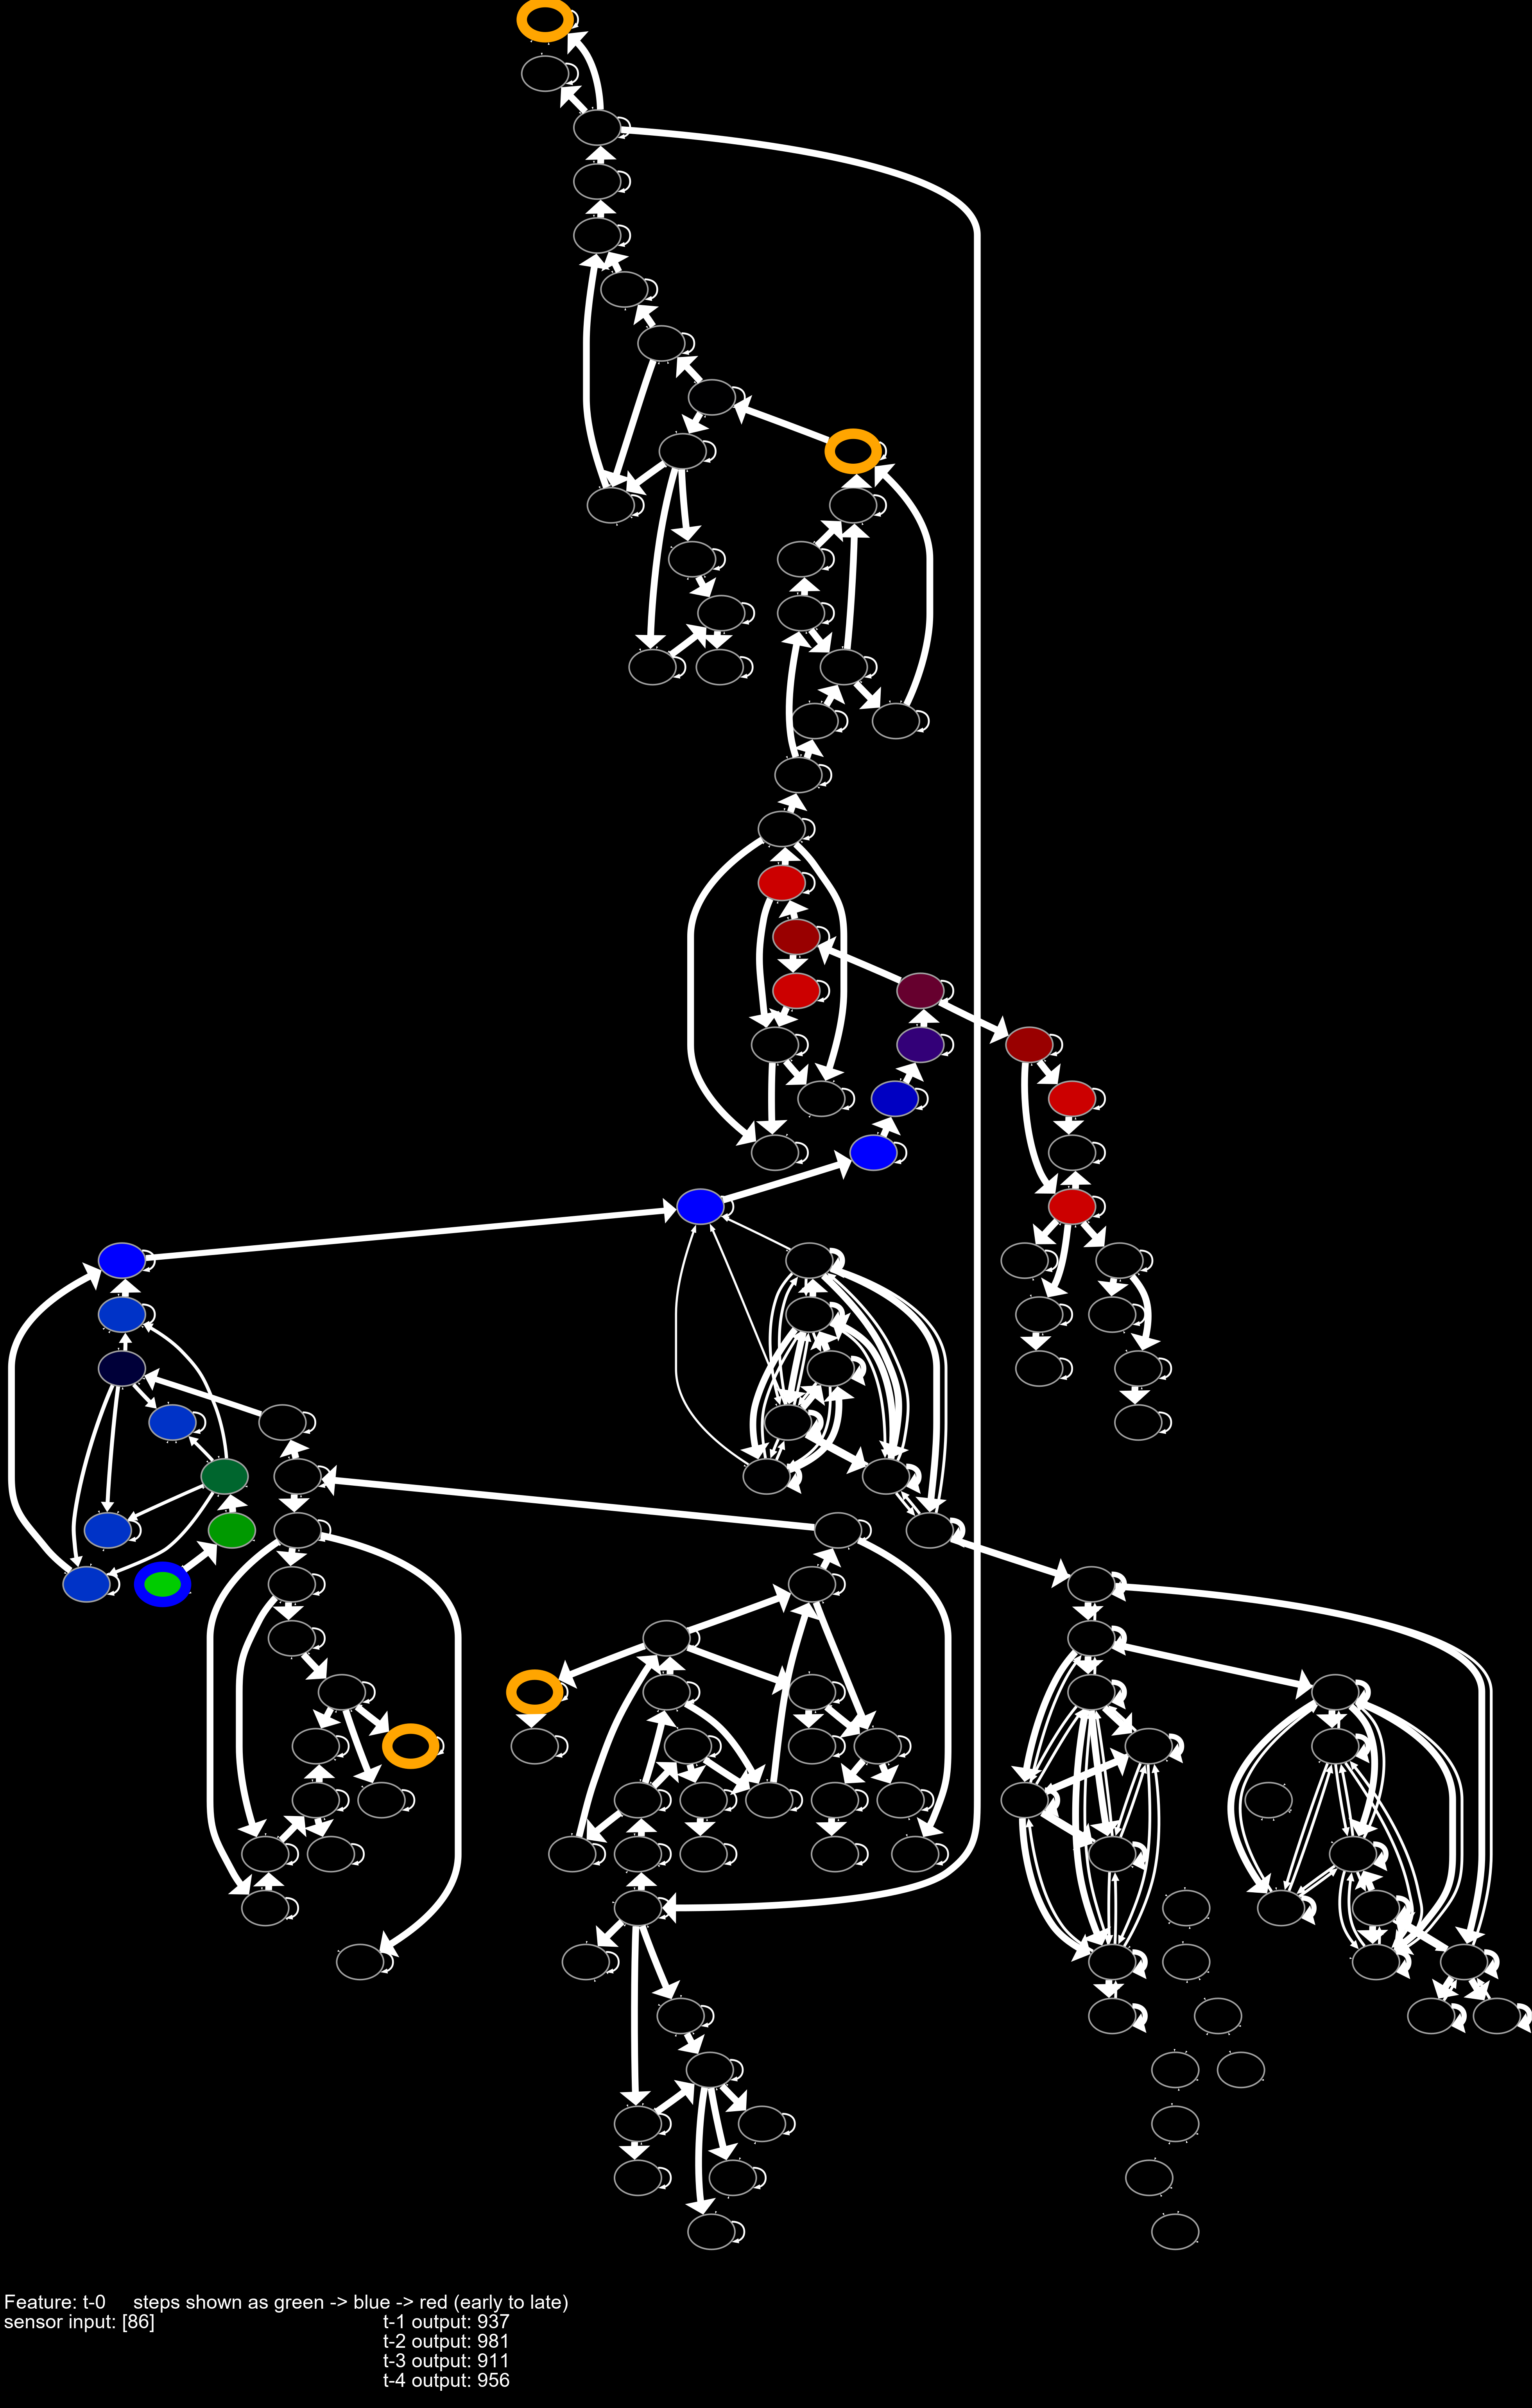 Feature: t-0     steps shown as green -> blue -> red (early to late)
sensor input: [86]     t-1 output: 937
t-2 output: 981
t-3 output: 911
t-4 output: 956